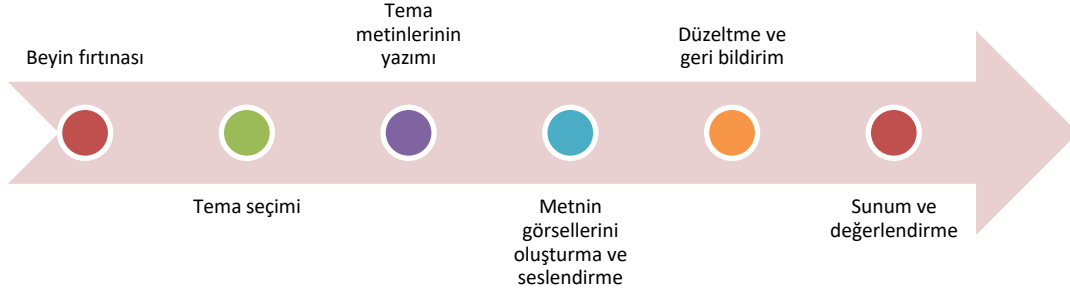 Beyin fırtınası
Tema seçimi
Tema
metinlerinin
yazımı
Metnin
görsellerini
oluşturma ve
seslendirme
Düzeltme ve
geri bildirim
Sunum ve
değerlendirme